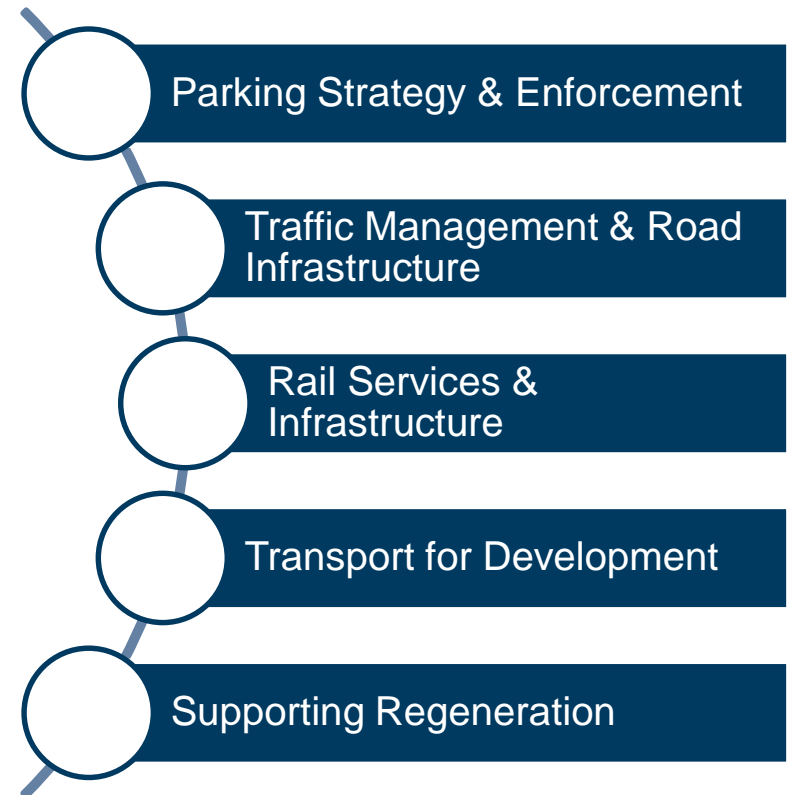 Parking Strategy & Enforcement
Traffic Management & Road
Infrastructure
Rail Services &
Infrastructure
Transport for Development
Supporting Regeneration